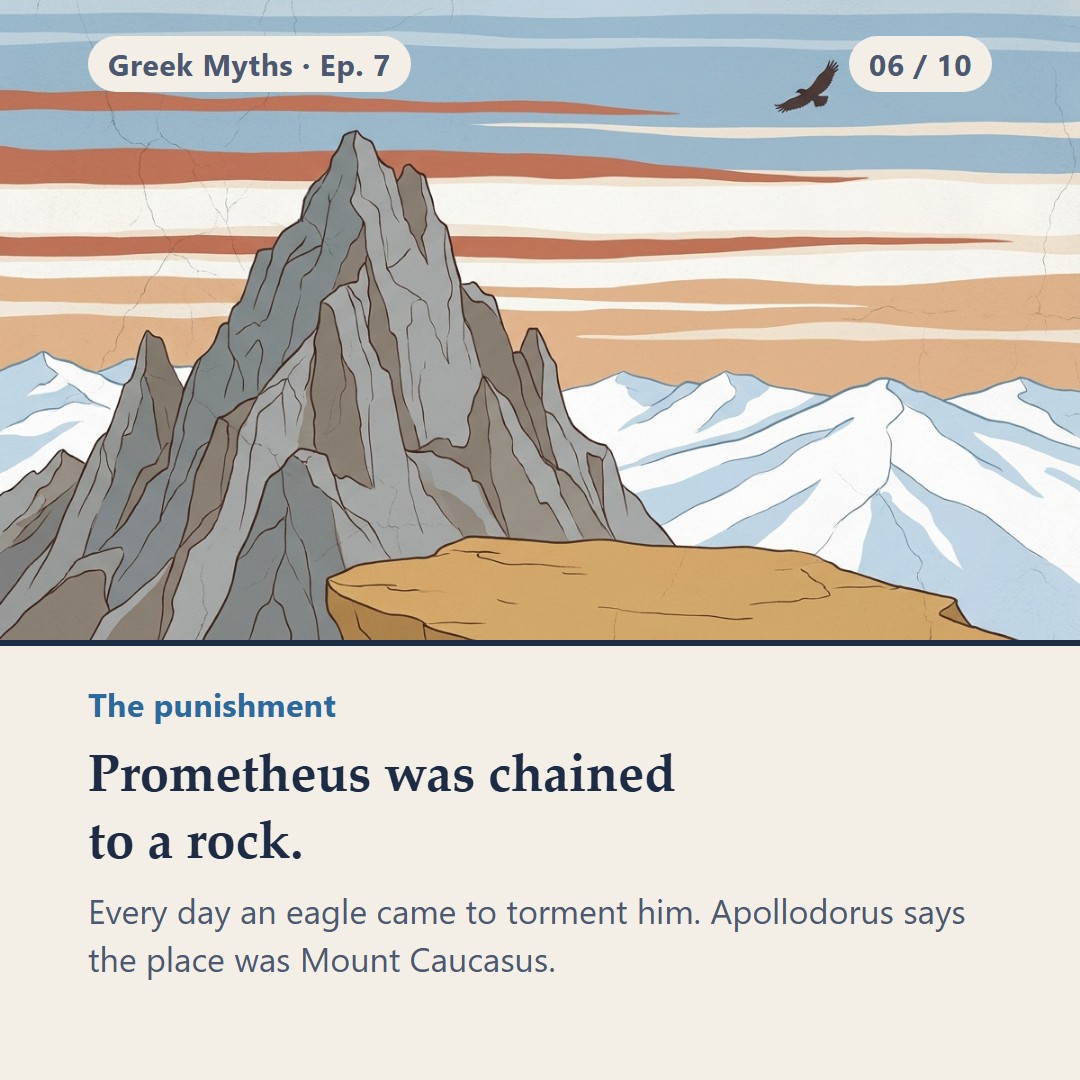 Greek Myths · Ep. 7
06 / 10
The punishment
Prometheus was chained
to a rock.
Every day an eagle came to torment him. Apollodorus says
the place was Mount Caucasus.